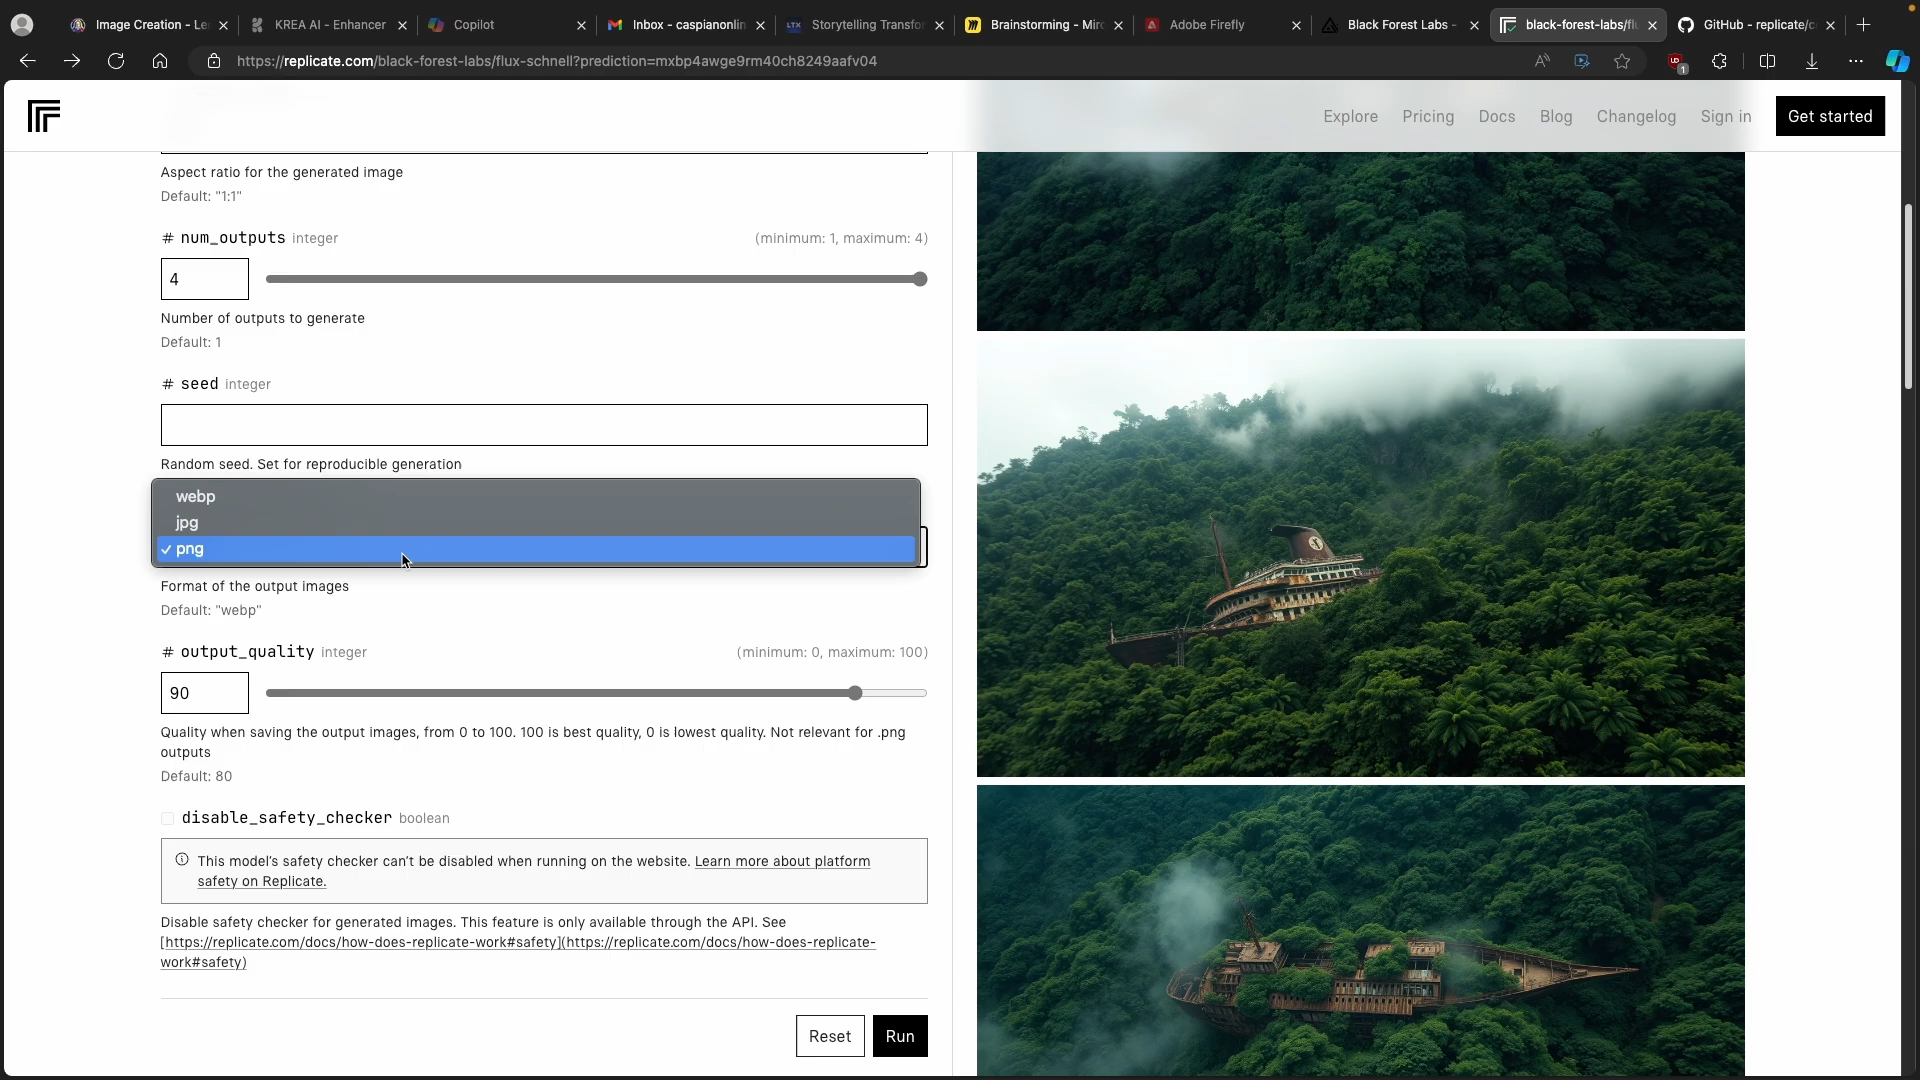 Image Creation - Le
KREA AI - Enhancer
Copilot
Inbox - caspianonlin
Storytelling Transfor
Brainstorming - Miro
Adobe Firefly
Black Forest Labs -
black-forest-labs/flu
GitHub - replicate/c
https://replicate.com/black-forest-labs/flux-schnell?prediction=mxbp4awge9rm40ch8249aafv04
Explore
Pricing
Docs
Blog
Changelog
Sign in
Get started
Aspect ratio for the generated image
Default: "1:1"
# num_outputs integer (minimum: 1, maximum: 4)
4
Number of outputs to generate
Default: 1
# seed integer
Random seed. Set for reproducible generation
webp
jpg
✓ png
Format of the output images
Default: "webp"
# output_quality integer (minimum: 0, maximum: 100)
90
Quality when saving the output images, from 0 to 100. 100 is best quality, 0 is lowest quality. Not relevant for .png
outputs
Default: 80
disable_safety_checker boolean
This model's safety checker can't be disabled when running on the website. Learn more about platform
safety on Replicate.
Disable safety checker for generated images. This feature is only available through the API. See
[https://replicate.com/docs/how-does-replicate-work#safety](https://replicate.com/docs/how-does-replicate-
work#safety)
Reset
Run